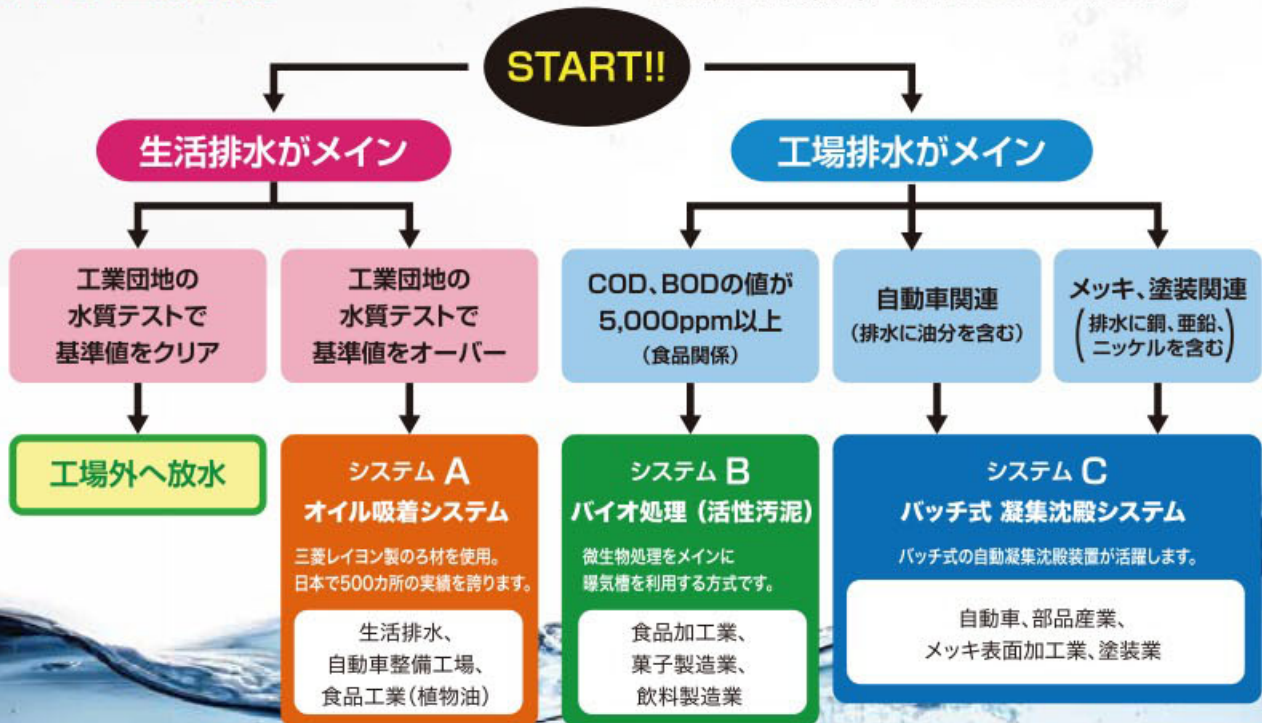 START!!
生活排水がメイン
工場排水がメイン
工業団地の
水質テストで
基準値をクリア
工業団地の
水質テストで
基準値をオーバー
COD、BODの値が
5,000ppm以上
(食品関係)
自動車関連
(排水に油分を含む)
メッキ、塗装関連
(排水に銅、亜鉛、
ニッケルを含む)
工場外へ放水
システム A
オイル吸着システム
三菱レイヨン製のろ材を使用。
日本で500カ所の実績を誇ります。
生活排水、
自動車整備工場、
食品工業(植物油)
システム B
バイオ処理(活性汚泥)
微生物処理をメインに
曝気槽を利用する方式です。
食品加工業、
菓子製造業、
飲料製造業
システム C
バッチ式 凝集沈殿システム
バッチ式の自動凝集沈殿装置が活躍します。
自動車、部品産業、
メッキ表面加工業、塗装業